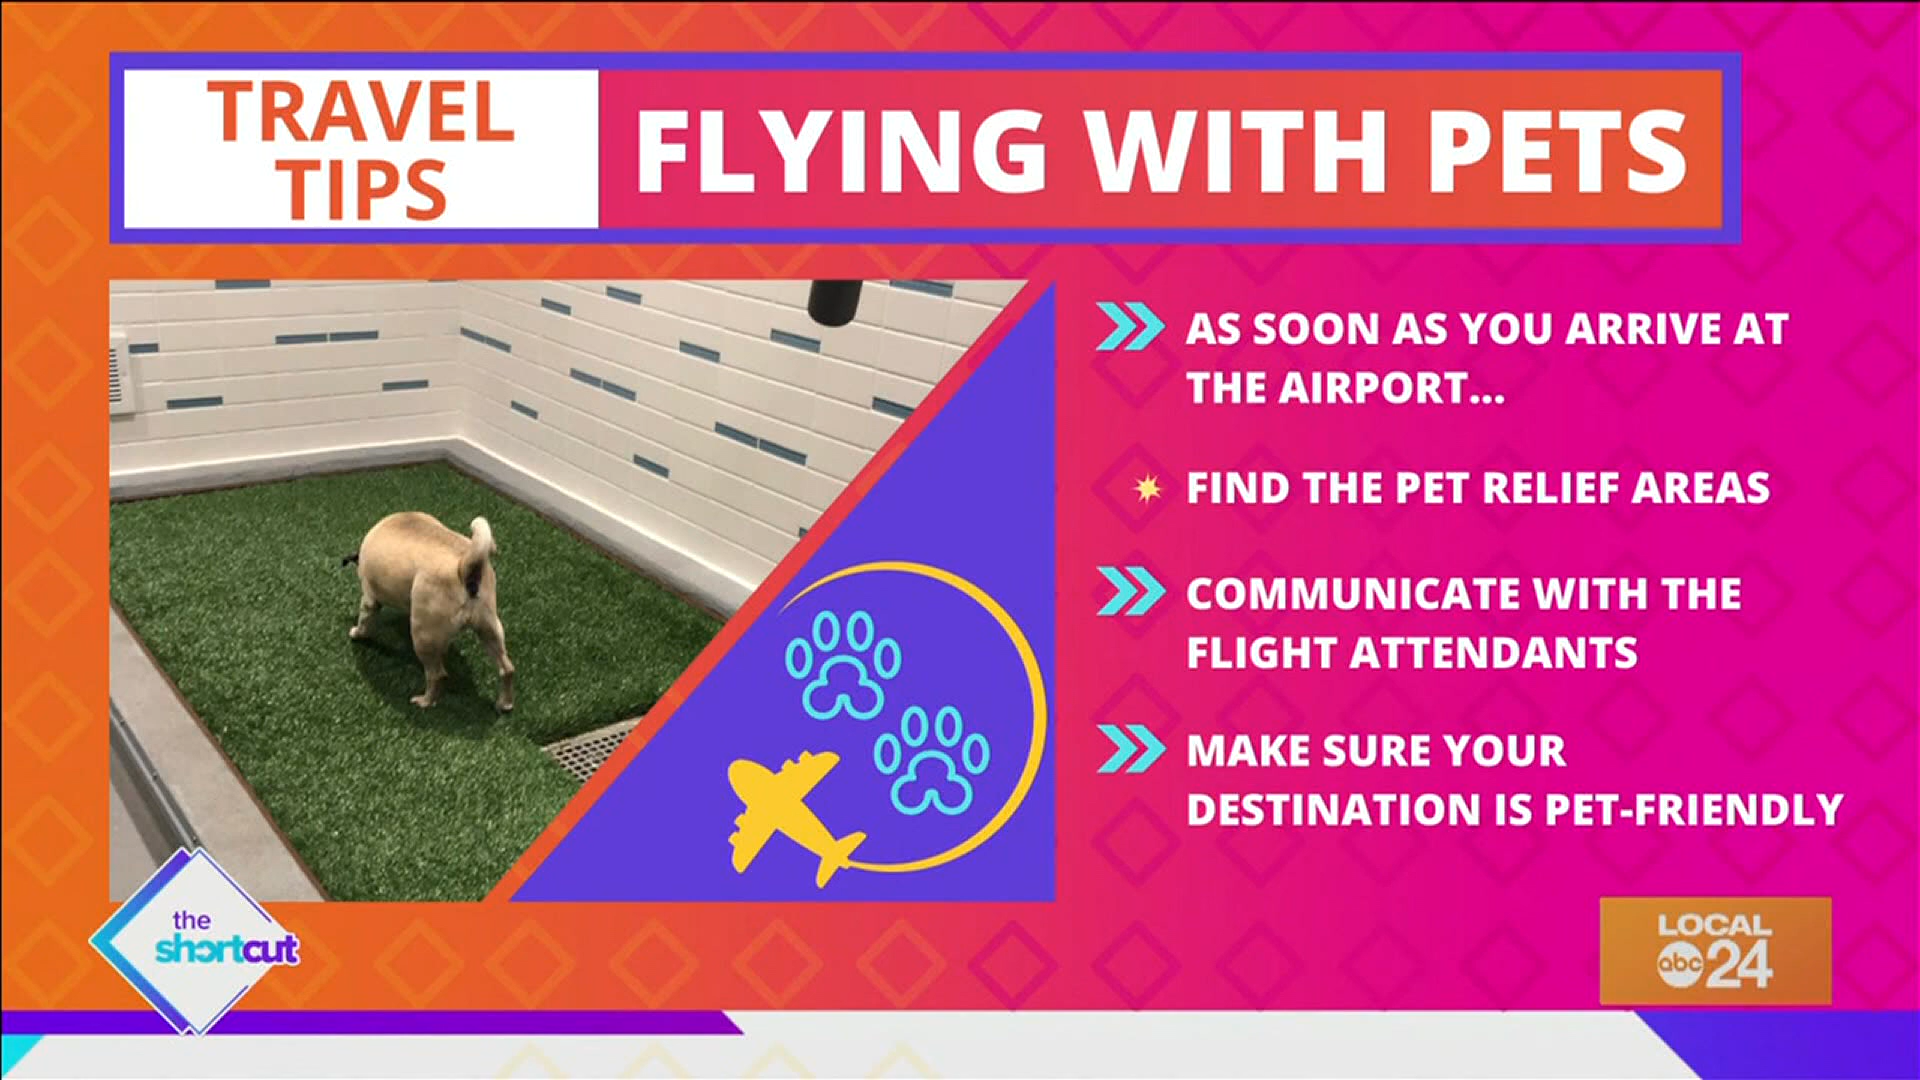 TRAVEL
TIPS
FLYING WITH PETS
AS SOON AS YOU ARRIVE AT
THE AIRPORT...
FIND THE PET RELIEF AREAS
COMMUNICATE WITH THE
FLIGHT ATTENDANTS
MAKE SURE YOUR
DESTINATION IS PET-FRIENDLY
the
shortcut
LOCAL
abc 24